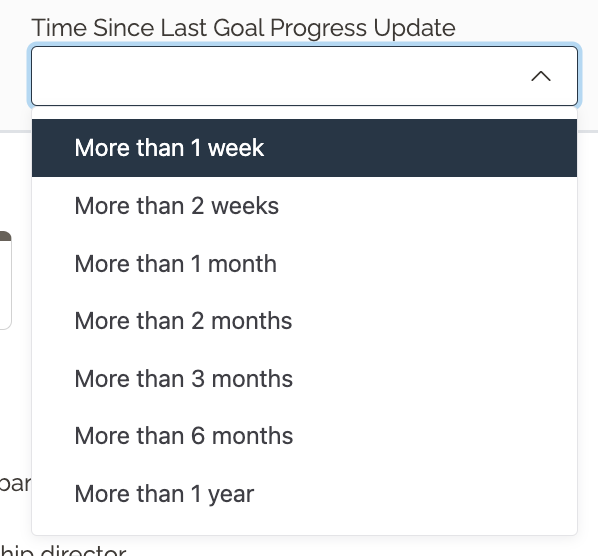 Time Since Last Goal Progress Update
More than 1 week
More than 2 weeks
More than 1 month
More than 2 months
More than 3 months
More than 6 months
More than 1 year
director